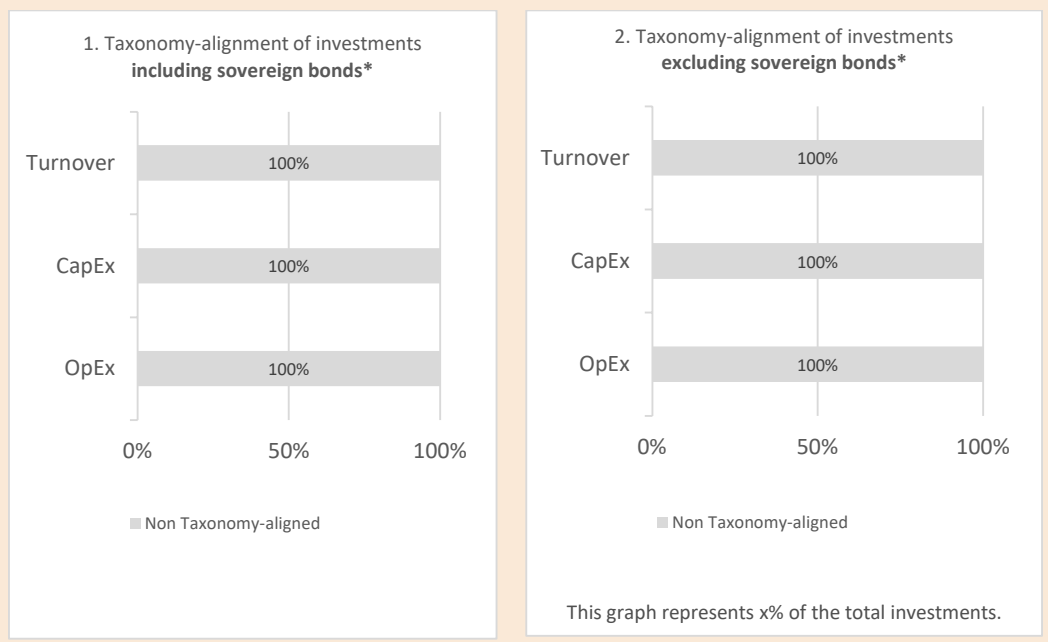 1. Taxonomy-alignment of investments
including sovereign bonds*
Turnover
100%
CapEx
100%
OpEx
100%
0%
50%
100%
Non Taxonomy-aligned
2. Taxonomy-alignment of investments
excluding sovereign bonds*
Turnover
100%
CapEx
100%
OpEx
100%
0%
50%
100%
Non Taxonomy-aligned
This graph represents x% of the total investments.